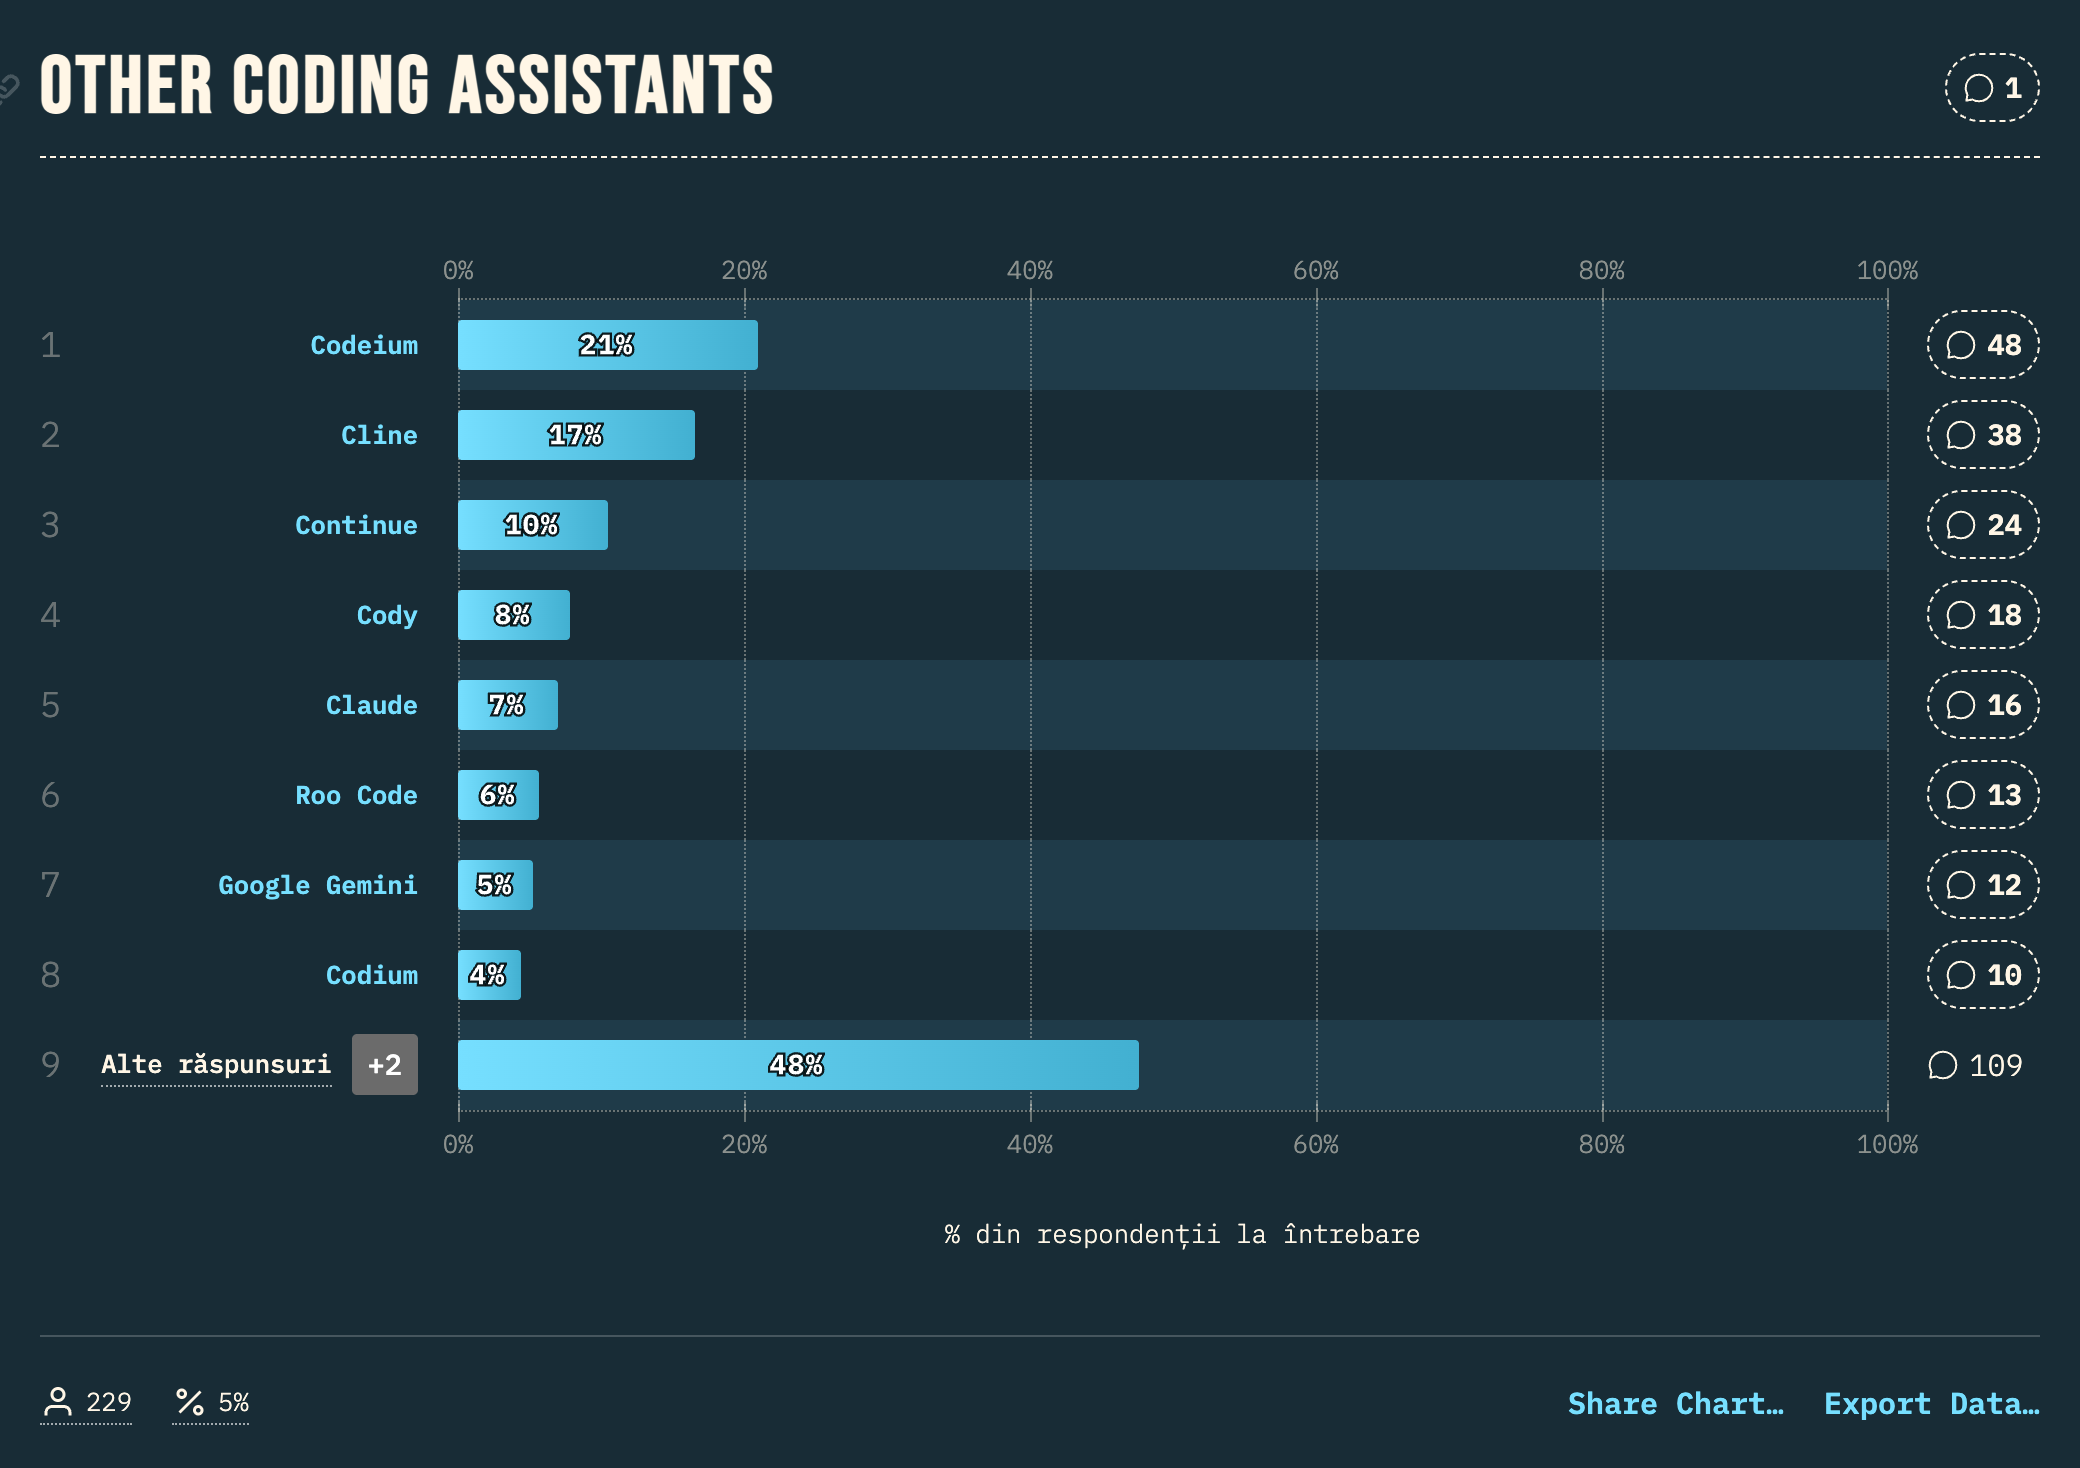 OTHER CODING ASSISTANTS
1
0% 20% 40% 60% 80% 100%
1 Codeium 21% 48
2 Cline 17% 38
3 Continue 10% 24
4 Cody 8% 18
5 Claude 7% 16
6 Roo Code 6% 13
7 Google Gemini 5% 12
8 Codium 4% 10
9 Alte răspunsuri +2 48% 109
0% 20% 40% 60% 80% 100%
% din respondenții la întrebare
229 5% Share Chart… Export Data…